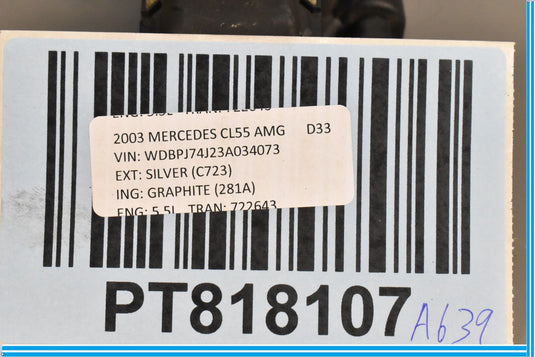 2003 MERCEDES CL55 AMG D33
VIN: WDBPJ74J23A034073
EXT: SILVER (C723)
ING: GRAPHITE (281A)
ENG: 5.5L TRAN: 722643
PT818107 A639